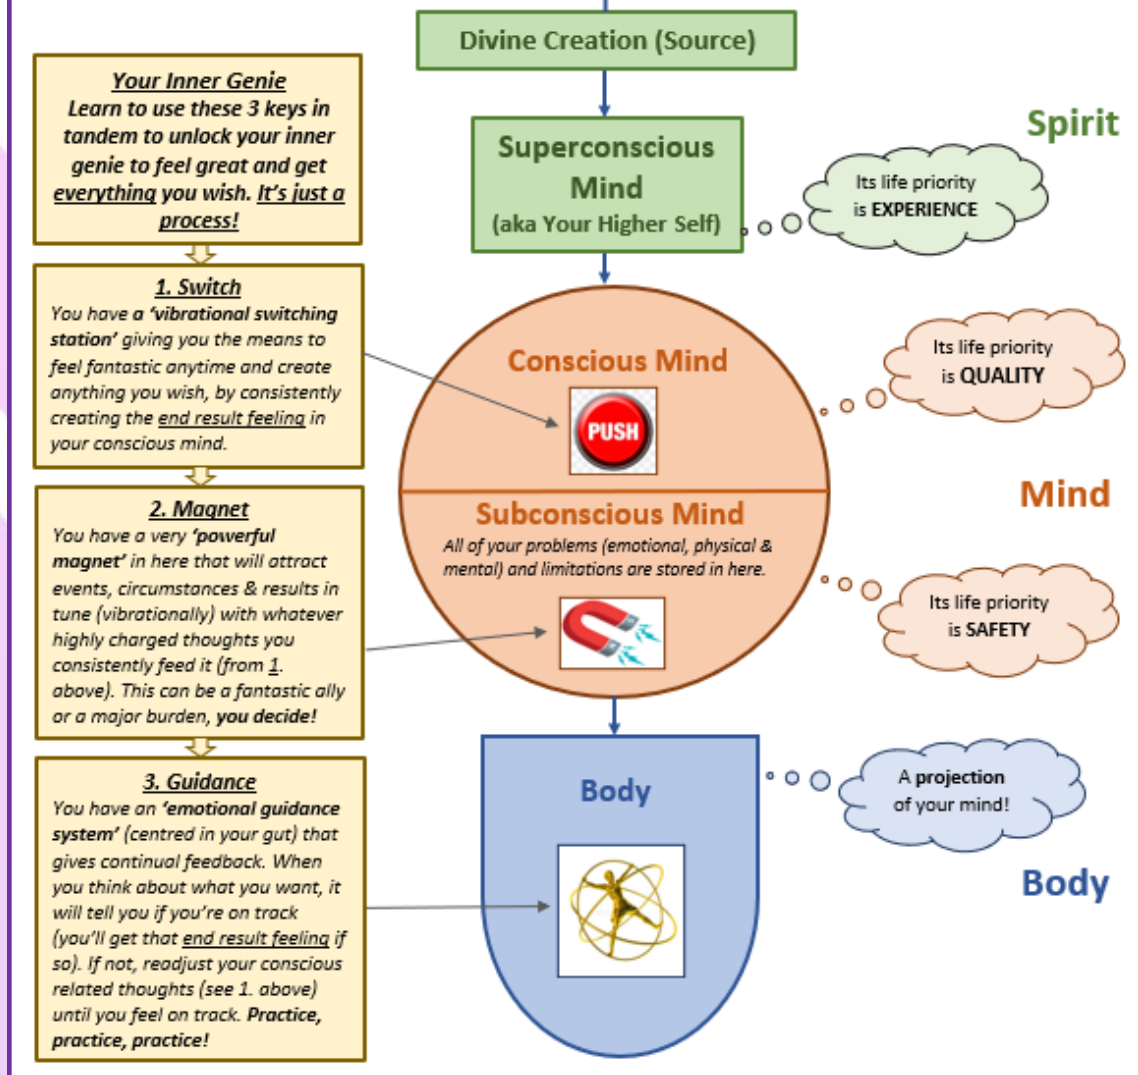 Divine Creation (Source)
Your Inner Genie
Learn to use these 3 keys in
tandem to unlock your inner
genie to feel great and get
everything you wish. It's just a
process!
Superconscious
Mind
(aka Your Higher Self)
Spirit
Its life priority
is EXPERIENCE
1. Switch
You have a 'vibrational switching
station' giving you the means to
feel fantastic anytime and create
anything you wish, by consistently
creating the end result feeling in
your conscious mind.
Conscious Mind
PUSH
Its life priority
is QUALITY
Mind
2. Magnet
You have a very 'powerful
magnet' in here that will attract
events, circumstances & results in
tune (vibrationally) with whatever
highly charged thoughts you
consistently feed it (from 1.
above). This can be a fantastic ally
or a major burden, you decide!
Subconscious Mind
All of your problems (emotional, physical &
mental) and limitations are stored in here.
Its life priority
is SAFETY
3. Guidance
You have an 'emotional guidance
system' (centred in your gut) that
gives continual feedback. When
you think about what you want, it
will tell you if you're on track
(you'll get that end result feeling if
so). If not, readjust your conscious
related thoughts (see 1. above)
until you feel on track. Practice,
practice, practice!
Body
A projection
of your mind!
Body